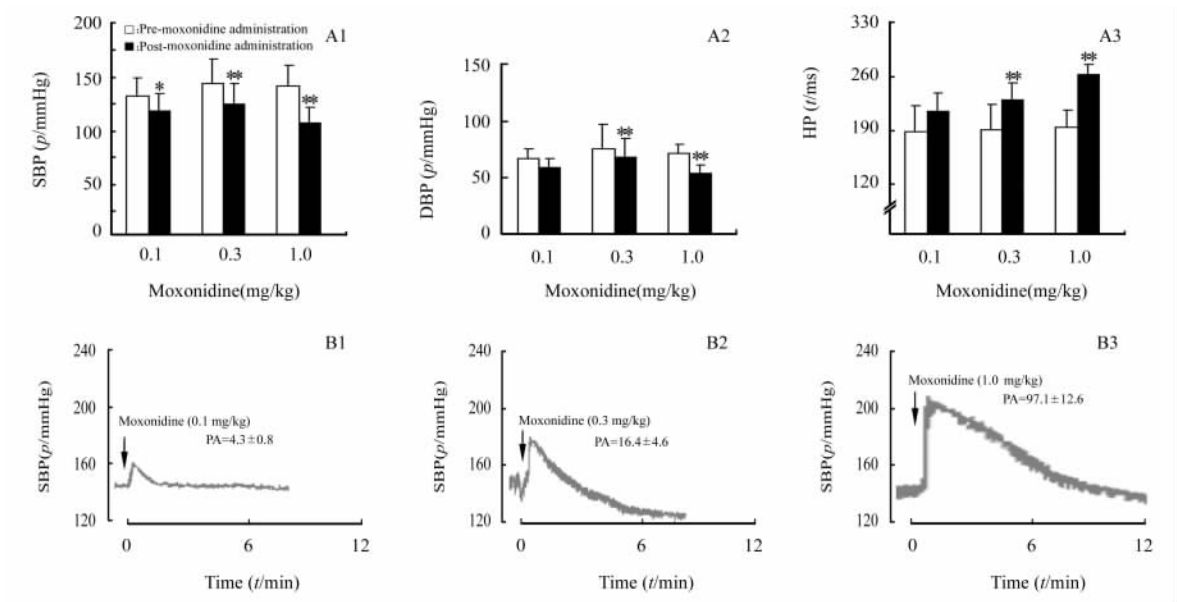 200
150
100
50
0
SBP (p/mmHg)
□:Pre-moxonidine administration
■:Post-moxonidine administration
A1
*
**
**
0.1 0.3 1.0
Moxonidine(mg/kg)
150
100
50
0
DBP (p/mmHg)
A2
**
**
0.1 0.3 1.0
Moxonidine(mg/kg)
330
260
190
120
HP (t/ms)
A3
**
**
0.1 0.3 1.0
Moxonidine(mg/kg)
240
200
160
120
SBP(p/mmHg)
B1
Moxonidine (0.1 mg/kg)
PA=4.3±0.8
0 6 12
Time (t/min)
240
200
160
120
SBP(p/mmHg)
B2
Moxonidine (0.3 mg/kg)
PA=16.4±4.6
0 6 12
Time (t/min)
240
200
160
120
SBP(p/mmHg)
B3
Moxonidine (1.0 mg/kg)
PA=97.1±12.6
0 6 12
Time (t/min)